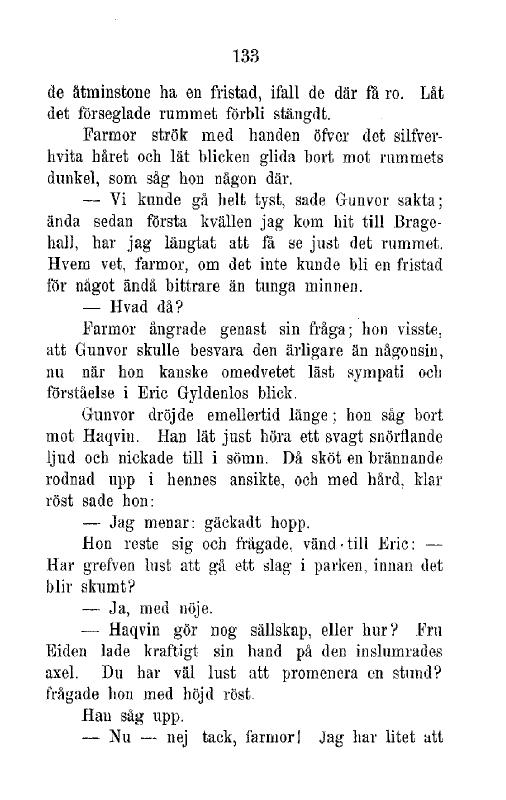 133
de åtminstone ha en fristad, ifall de där få ro. Låt
det förseglade rummet förbli stängdt.
Farmor strök med handen öfver det silfver-
hvita håret och lät blicken glida bort mot rummets
dunkel, som såg hon någon där.
— Vi kunde gå helt tyst, sade Gunvor sakta;
ända sedan första kvällen jag kom hit till Brage-
hall, har jag längtat att få se just det rummet.
Hvem vet, farmor, om det inte kunde bli en fristad
för något ändå bittrare än tunga minnen.
— Hvad då?
Farmor ångrade genast sin fråga; hon visste,
att Gunvor skulle besvara den ärligare än någonsin,
nu när hon kanske omedvetet läst sympati och
förståelse i Eric Gyldenlos blick.
Gunvor dröjde emellertid länge; hon såg bort
mot Haqvin. Han lät just höra ett svagt snörflande
ljud och nickade till i sömn. Då sköt en brännande
rodnad upp i hennes ansikte, och med hård, klar
röst sade hon:
— Jag menar: gäckadt hopp.
Hon reste sig och frågade, vänd till Eric: —
Har grefven lust att gå ett slag i parken, innan det
blir skumt?
— Ja, med nöje.
— Haqvin gör nog sällskap, eller hur? Fru
Eiden lade kraftigt sin hand på den inslumrades
axel. Du har väl lust att promenera en stund?
frågade hon med höjd röst.
Han såg upp.
— Nu — nej tack, farmor! Jag har litet att